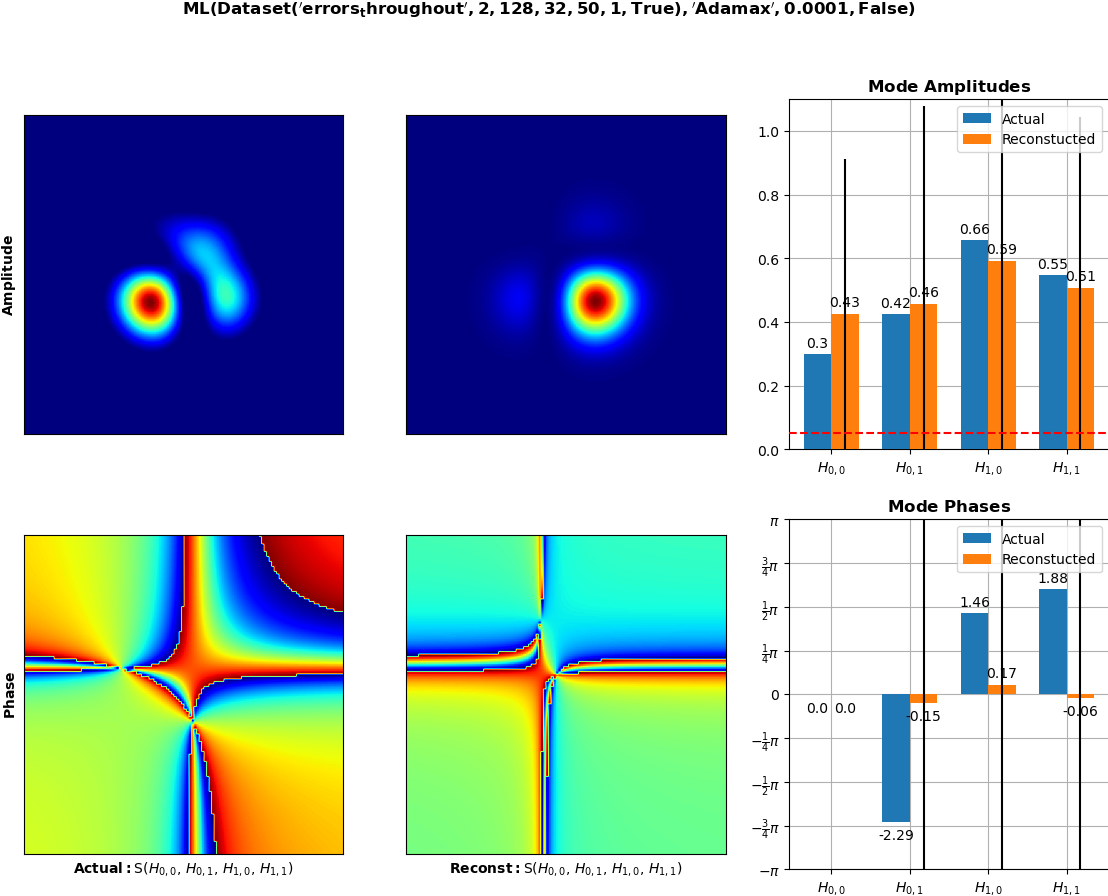 ML(Dataset('errors_throughout', 2, 128, 32, 50, 1, True), 'Adamax', 0.0001, False)
Amplitude
Mode Amplitudes
Actual
Reconstucted
1.0
0.8
0.6
0.4
0.2
0.0
0.3
0.43
0.42
0.46
0.66
0.59
0.55
0.51
H0,0
H0,1
H1,0
H1,1
Phase
Actual: S(H0,0, H0,1, H1,0, H1,1)
Reconst: S(H0,0, H0,1, H1,0, H1,1)
Mode Phases
Actual
Reconstucted
π
3/4π
1/2π
1/4π
0
−1/4π
−1/2π
−3/4π
−π
0.0
0.0
-2.29
-0.15
1.46
0.17
1.88
-0.06
H0,0
H0,1
H1,0
H1,1